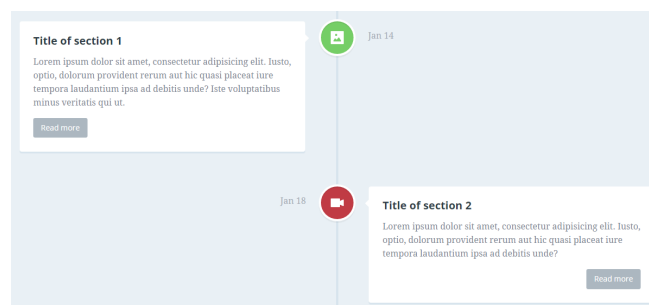 Title of section 1
Jan 14
Lorem ipsum dolor sit amet, consectetur adipisicing elit. Iusto,
optio, dolorum provident rerum aut hic quasi placeat iure
tempora laudantium ipsa ad debitis unde? Iste voluptatibus
minus veritatis qui ut.
Read more
Jan 18
Title of section 2
Lorem ipsum dolor sit amet, consectetur adipisicing elit. Iusto,
optio, dolorum provident rerum aut hic quasi placeat iure
tempora laudantium ipsa ad debitis unde?
Read more